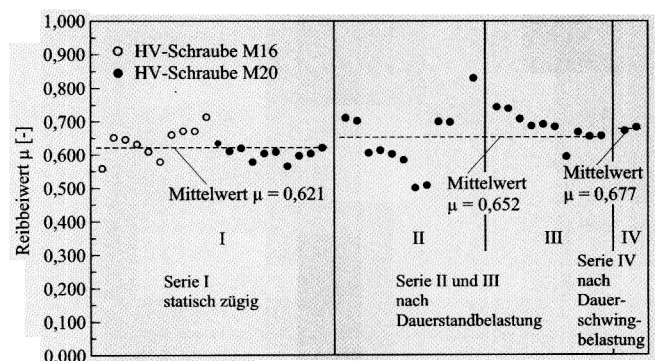 Reibbeiwert µ [-]
1,000
0,900
0,800
0,700
0,600
0,500
0,400
0,300
0,200
0,100
0,000
HV-Schraube M16
HV-Schraube M20
Mittelwert µ = 0,621
Mittelwert
µ = 0,652
Mittelwert
µ = 0,677
I
II
III
IV
Serie I
statisch zügig
Serie II und III
nach
Dauerstandbelastung
Serie IV
nach
Dauer-
schwing-
belastung